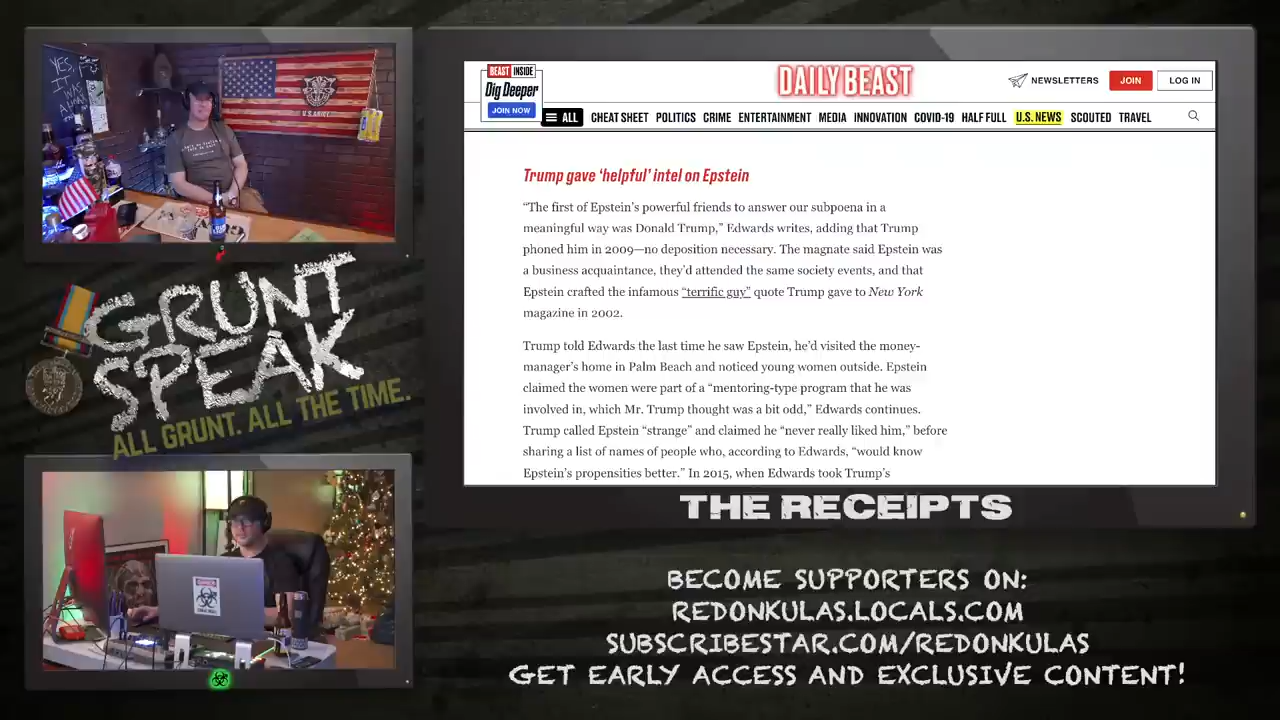 YES,
IT
WAS
U.S. ARMY
GRUNT
SPEAK
ALL GRUNT. ALL THE TIME.
BEAST INSIDE
Dig Deeper
JOIN NOW
DAILY BEAST
NEWSLETTERS
JOIN
LOG IN
ALL
CHEAT SHEET
POLITICS
CRIME
ENTERTAINMENT
MEDIA
INNOVATION
COVID-19
HALF FULL
U.S. NEWS
SCOUTED
TRAVEL
Trump gave ‘helpful’ intel on Epstein
“The first of Epstein’s powerful friends to answer our subpoena in a
meaningful way was Donald Trump,” Edwards writes, adding that Trump
phoned him in 2009—no deposition necessary. The magnate said Epstein was
a business acquaintance, they’d attended the same society events, and that
Epstein crafted the infamous “terrific guy” quote Trump gave to New York
magazine in 2002.
Trump told Edwards the last time he saw Epstein, he’d visited the money-
manager’s home in Palm Beach and noticed young women outside. Epstein
claimed the women were part of a “mentoring-type program that he was
involved in, which Mr. Trump thought was a bit odd,” Edwards continues.
Trump called Epstein “strange” and claimed he “never really liked him,” before
sharing a list of names of people who, according to Edwards, “would know
Epstein’s propensities better.” In 2015, when Edwards took Trump’s
THE RECEIPTS
BECOME SUPPORTERS ON:
REDONKULAS.LOCALS.COM
SUBSCRIBESTAR.COM/REDONKULAS
GET EARLY ACCESS AND EXCLUSIVE CONTENT!